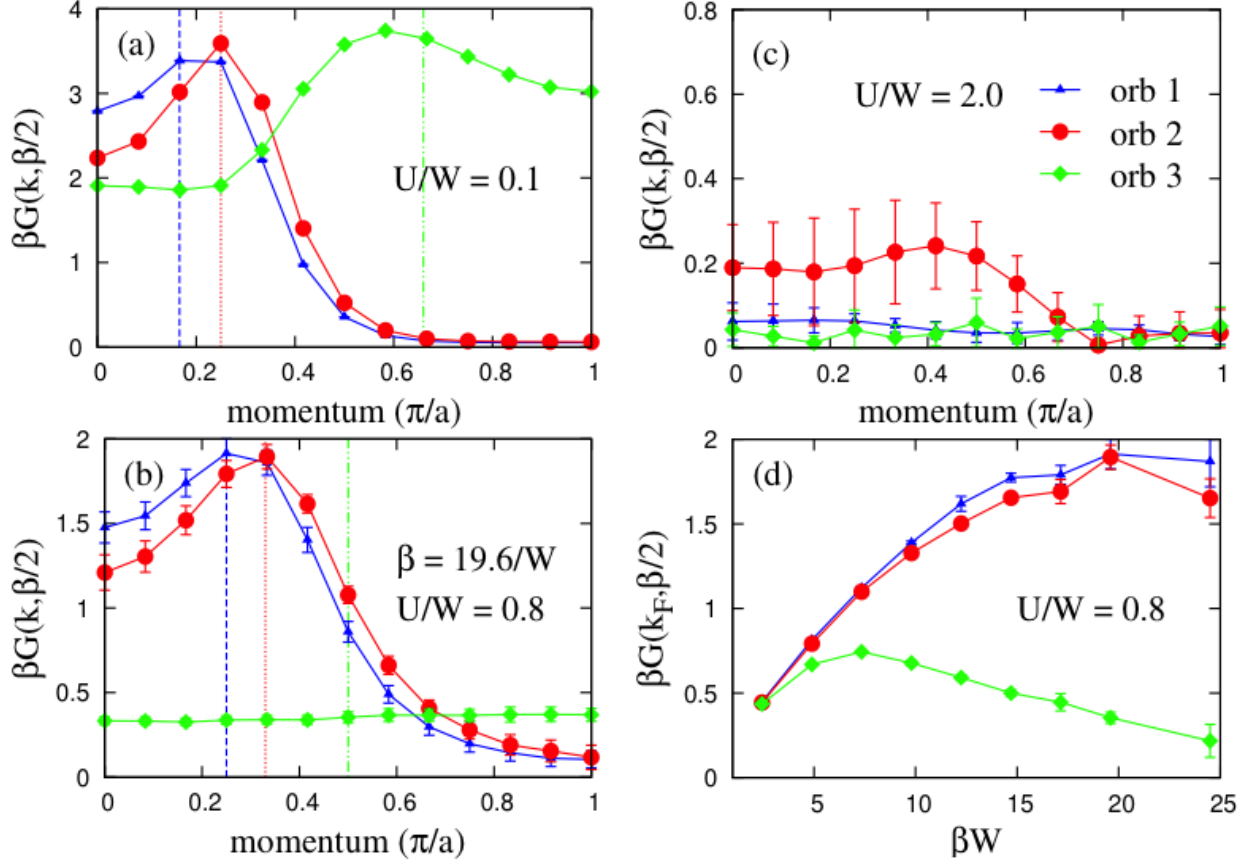 (a)
U/W = 0.1
βG(k,β/2)
4
3
2
1
0
0 0.2 0.4 0.6 0.8 1
momentum (π/a)
(c)
U/W = 2.0
orb 1
orb 2
orb 3
βG(k,β/2)
0.8
0.6
0.4
0.2
0
0 0.2 0.4 0.6 0.8 1
momentum (π/a)
(b)
β = 19.6/W
U/W = 0.8
βG(k,β/2)
2
1.5
1
0.5
0
0 0.2 0.4 0.6 0.8 1
momentum (π/a)
(d)
U/W = 0.8
βG(k_F,β/2)
2
1.5
1
0.5
0
5 10 15 20 25
βW